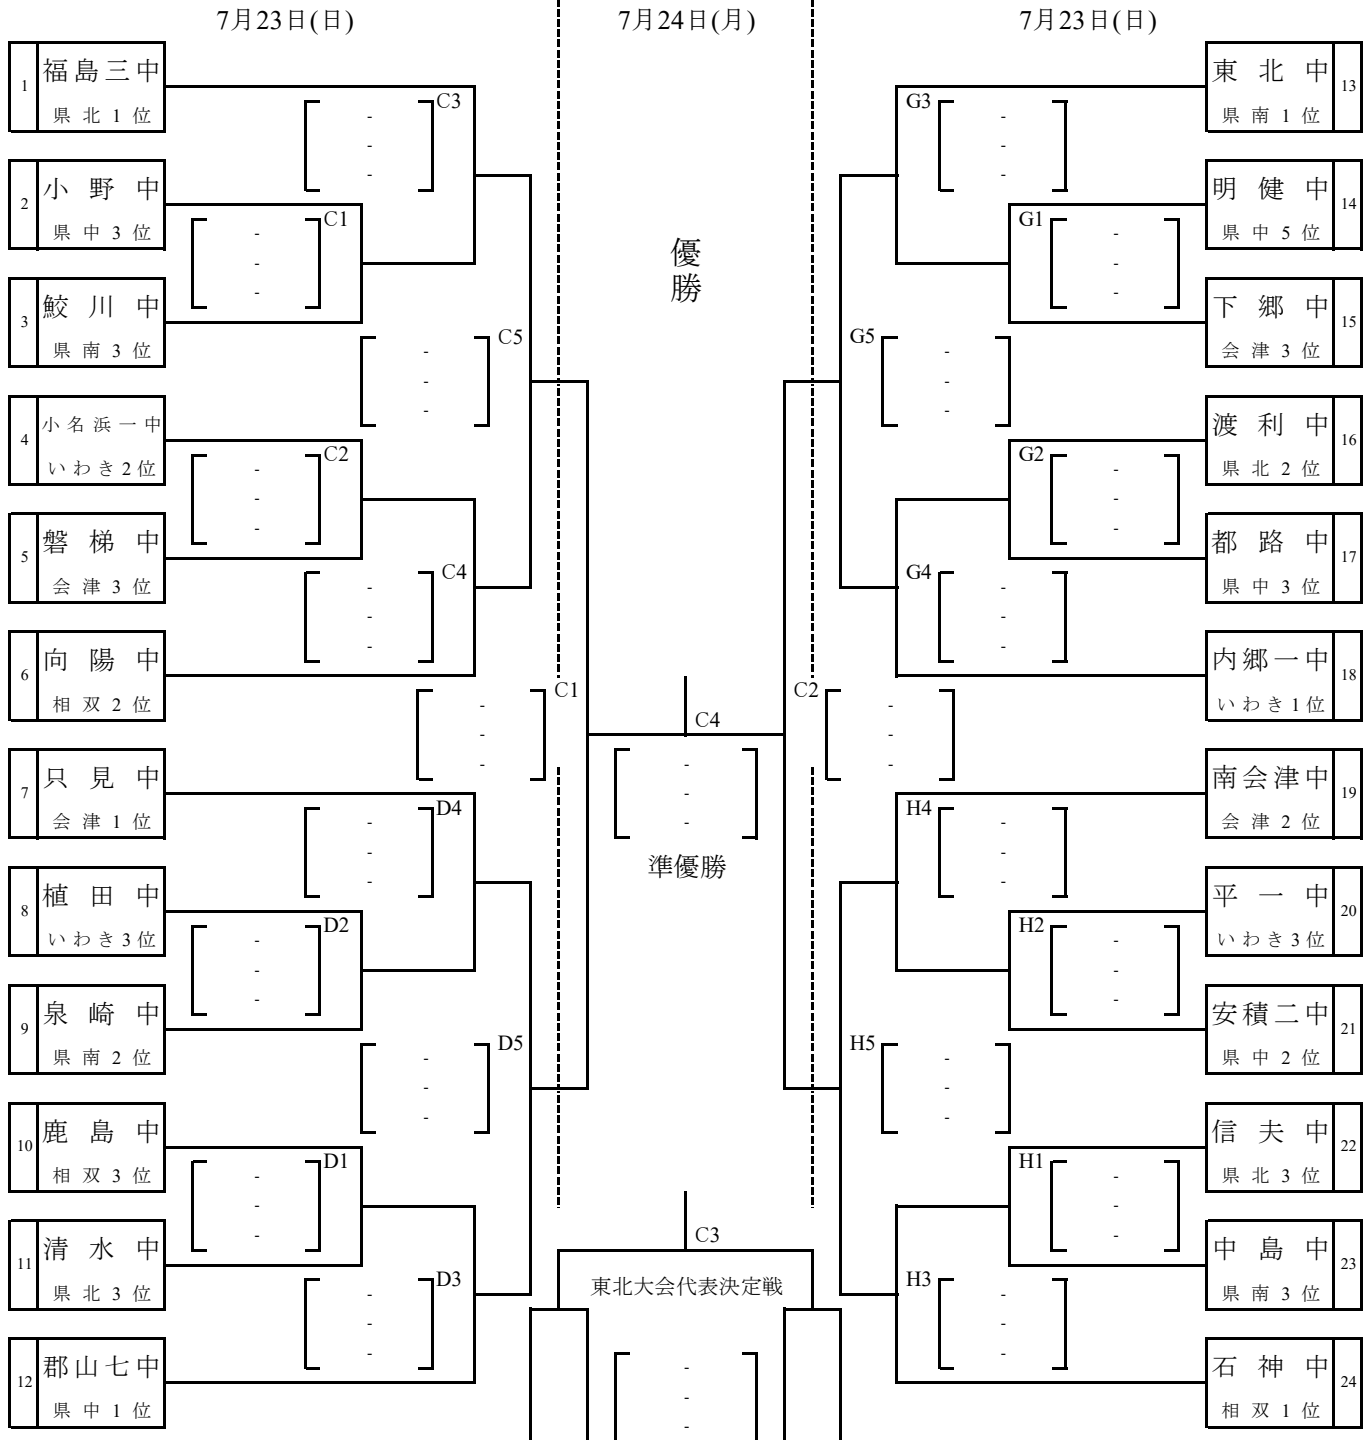 7月23日(日)
7月24日(月)
7月23日(日)
1
福島三中
県北1位
2
小野中
県中3位
3
鮫川中
県南3位
4
小名浜一中
いわき2位
5
磐梯中
会津3位
6
向陽中
相双2位
7
只見中
会津1位
8
植田中
いわき3位
9
泉崎中
県南2位
10
鹿島中
相双3位
11
清水中
県北3位
12
郡山七中
県中1位
C3
-
-
-
C1
-
-
-
C5
-
-
-
C2
-
-
-
C4
-
-
-
C1
-
-
-
D4
-
-
-
D2
-
-
-
D5
-
-
-
D1
-
-
-
D3
-
-
-
優勝
C4
-
-
-
準優勝
C3
東北大会代表決定戦
-
-
-
G3
-
-
-
G1
-
-
-
G5
-
-
-
G2
-
-
-
G4
-
-
-
C2
-
-
-
H4
-
-
-
H2
-
-
-
H5
-
-
-
H1
-
-
-
H3
-
-
-
東北中
県南1位
13
明健中
県中5位
14
下郷中
会津3位
15
渡利中
県北2位
16
都路中
県中3位
17
内郷一中
いわき1位
18
南会津中
会津2位
19
平一中
いわき3位
20
安積二中
県中2位
21
信夫中
県北3位
22
中島中
県南3位
23
石神中
相双1位
24